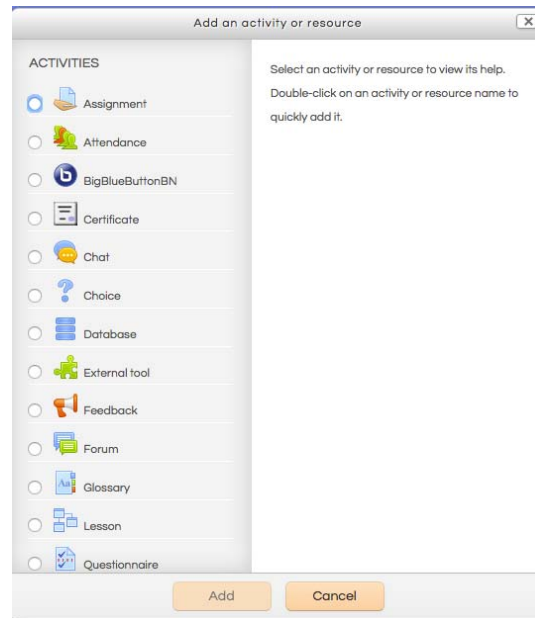 Add an activity or resource
ACTIVITIES
Assignment
Attendance
b BigBlueButtonBN
Certificate
Chat
Choice
Database
External tool
Feedback
Forum
Aa Glossary
Lesson
Questionnaire
Select an activity or resource to view its help.
Double-click on an activity or resource name to
quickly add it.
Add Cancel